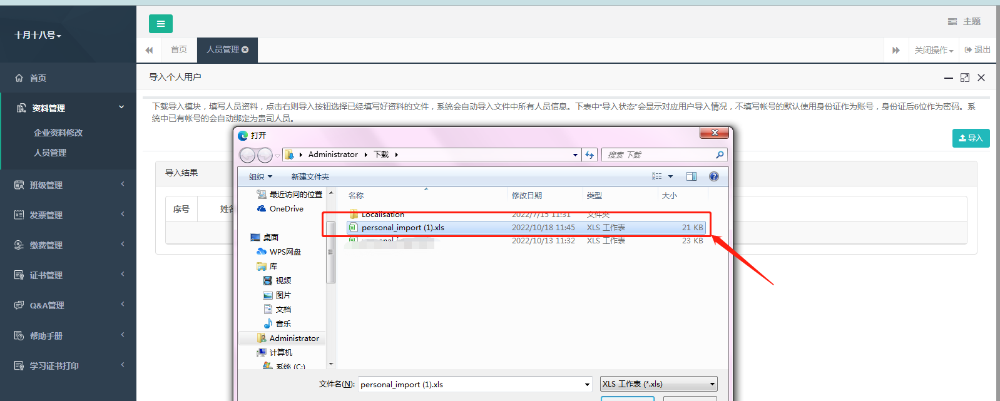 十月十八号
主题
首页
人员管理
关闭操作
退出
首页
资料管理
企业资料修改
人员管理
班级管理
发票管理
缴费管理
证书管理
Q&A管理
帮助手册
学习证书打印
导入个人用户
下载导入模块，填写人员资料，点击右则导入按钮选择已经填写好资料的文件，系统会自动导入文件中所有人员信息。下表中“导入状态”会显示对应用户导入情况，不填写帐号的默认使用身份证作为账号，身份证后6位作为密码。系
统中已有帐号的会自动绑定为贵司人员。
导入
导入结果
序号 姓名
打开
Administrator 下载
搜索 下载
组织 新建文件夹
最近访问的位置
OneDrive
桌面
WPS网盘
库
视频
图片
文档
音乐
Administrator
计算机
系统 (C:)
名称 修改日期 类型 大小
Localisation 2022/7/15 11:31 文件夹
personal_import (1).xls 2022/10/18 11:45 XLS 工作表 21 KB
2022/10/13 11:32 XLS 工作表 23 KB
文件名(N): personal_import (1).xls XLS 工作表 (*.xls)